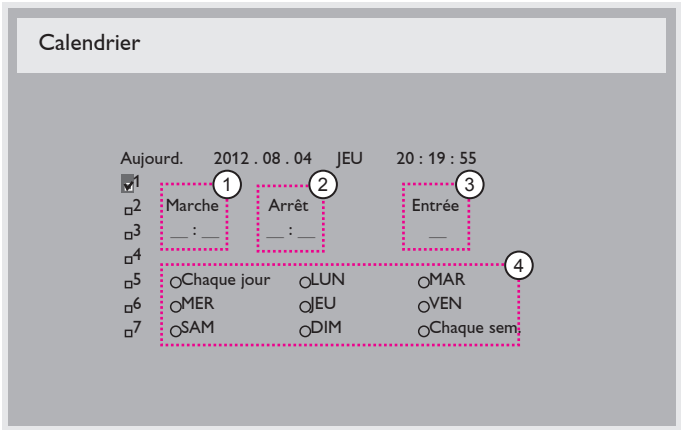 Calendrier
Aujourd. 2012 . 08 . 04 JEU 20 : 19 : 55
1 1 2 3
2 Marche Arrêt Entrée
3 __ : __ __ : __ __
4 4
5 Chaque jour LUN MAR
6 MER JEU VEN
7 SAM DIM Chaque sem.